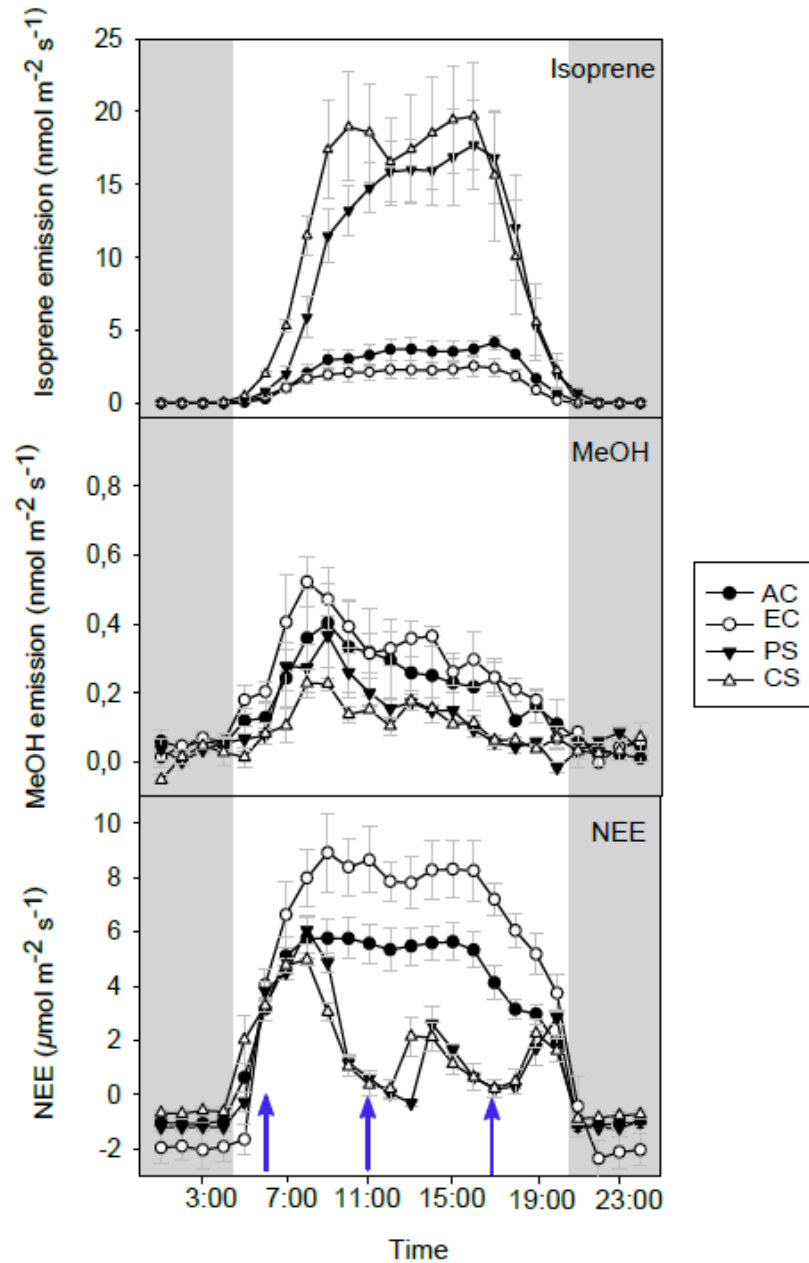 Isoprene emission (nmol m⁻² s⁻¹)
25
20
15
10
5
0
Isoprene
MeOH emission (nmol m⁻² s⁻¹)
0,8
0,6
0,4
0,2
0,0
MeOH
AC
EC
PS
CS
NEE (µmol m⁻² s⁻¹)
10
8
6
4
2
0
-2
NEE
3:00 7:00 11:00 15:00 19:00 23:00
Time